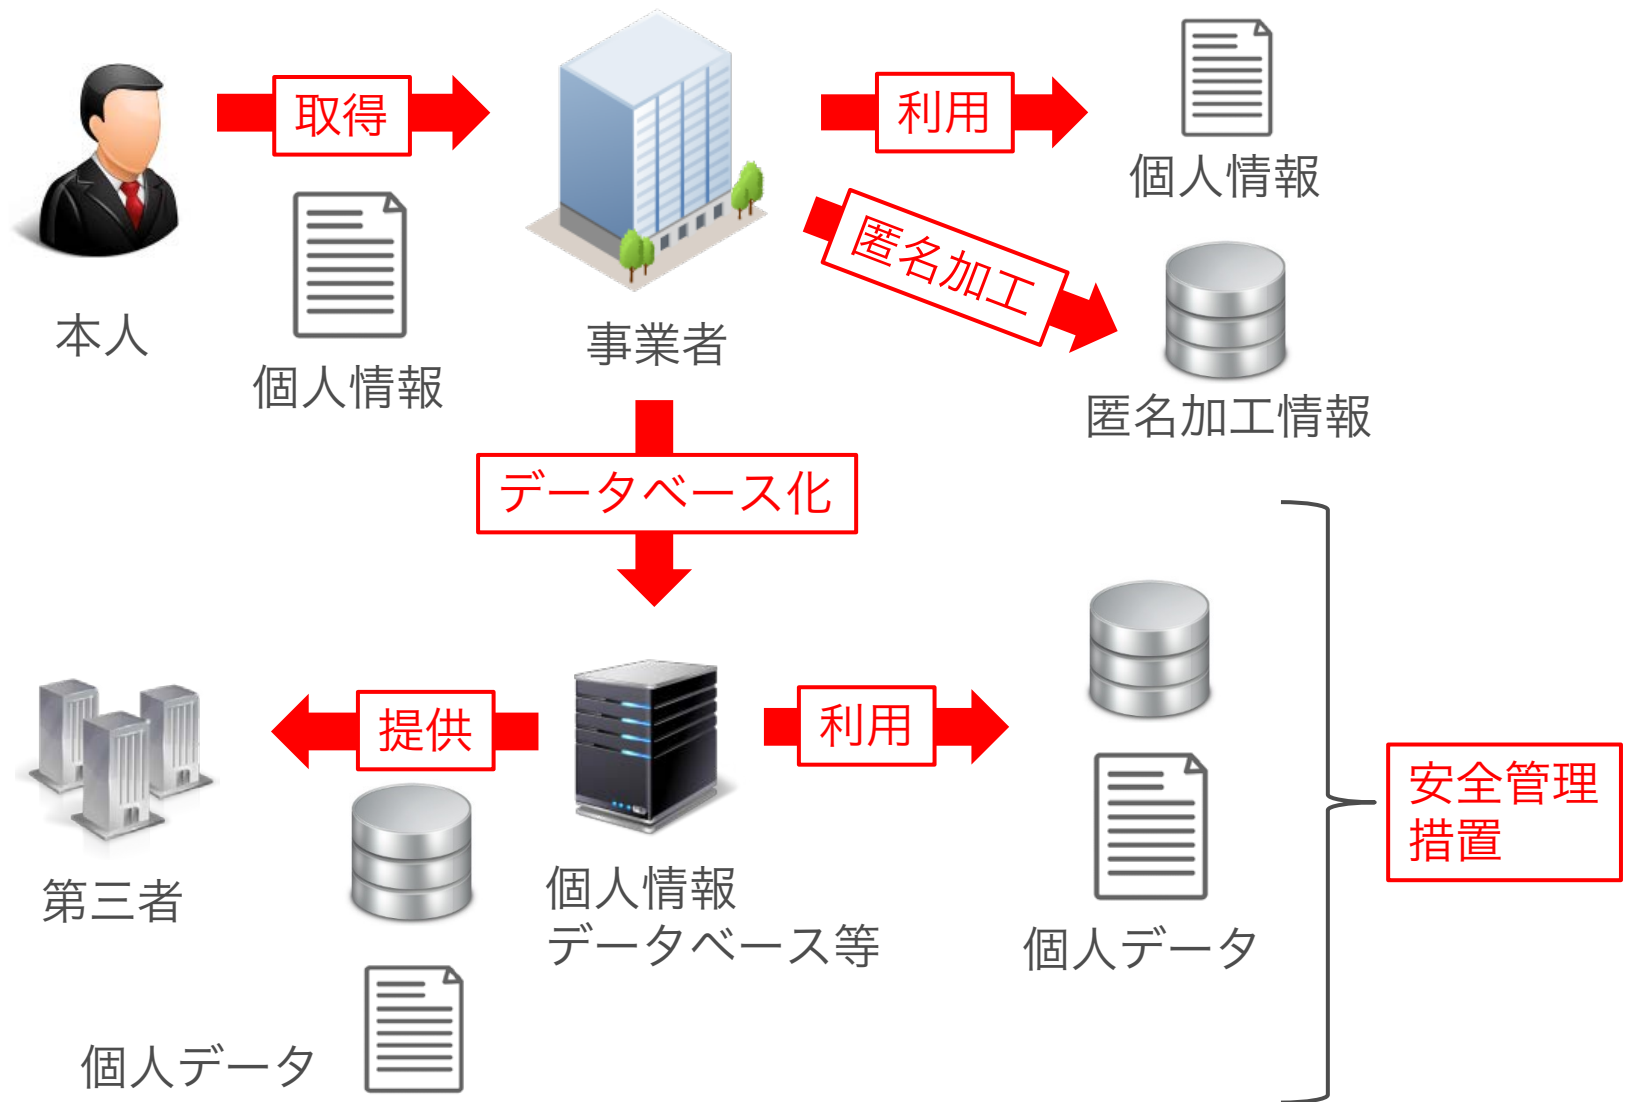 取得
利用
個人情報
匿名加工
本人
個人情報
事業者
匿名加工情報
データベース化
提供
利用
安全管理
措置
第三者
個人情報
データベース等
個人データ
個人データ